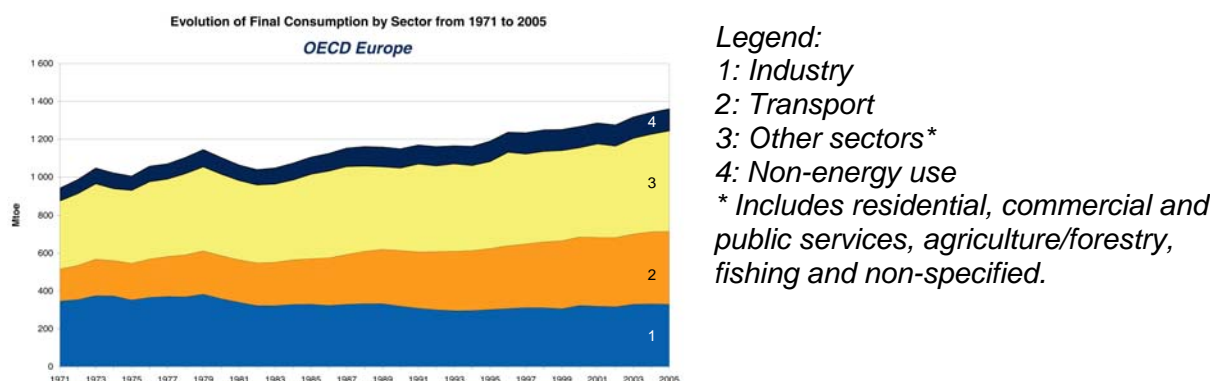 Evolution of Final Consumption by Sector from 1971 to 2005
OECD Europe
Mtoe
1 600
1 400
1 200
1 000
800
600
400
200
0
4
3
2
1
1971 1973 1975 1977 1979 1981 1983 1985 1987 1989 1991 1993 1995 1997 1999 2001 2003 2005
Legend:
1: Industry
2: Transport
3: Other sectors*
4: Non-energy use
* Includes residential, commercial and
public services, agriculture/forestry,
fishing and non-specified.